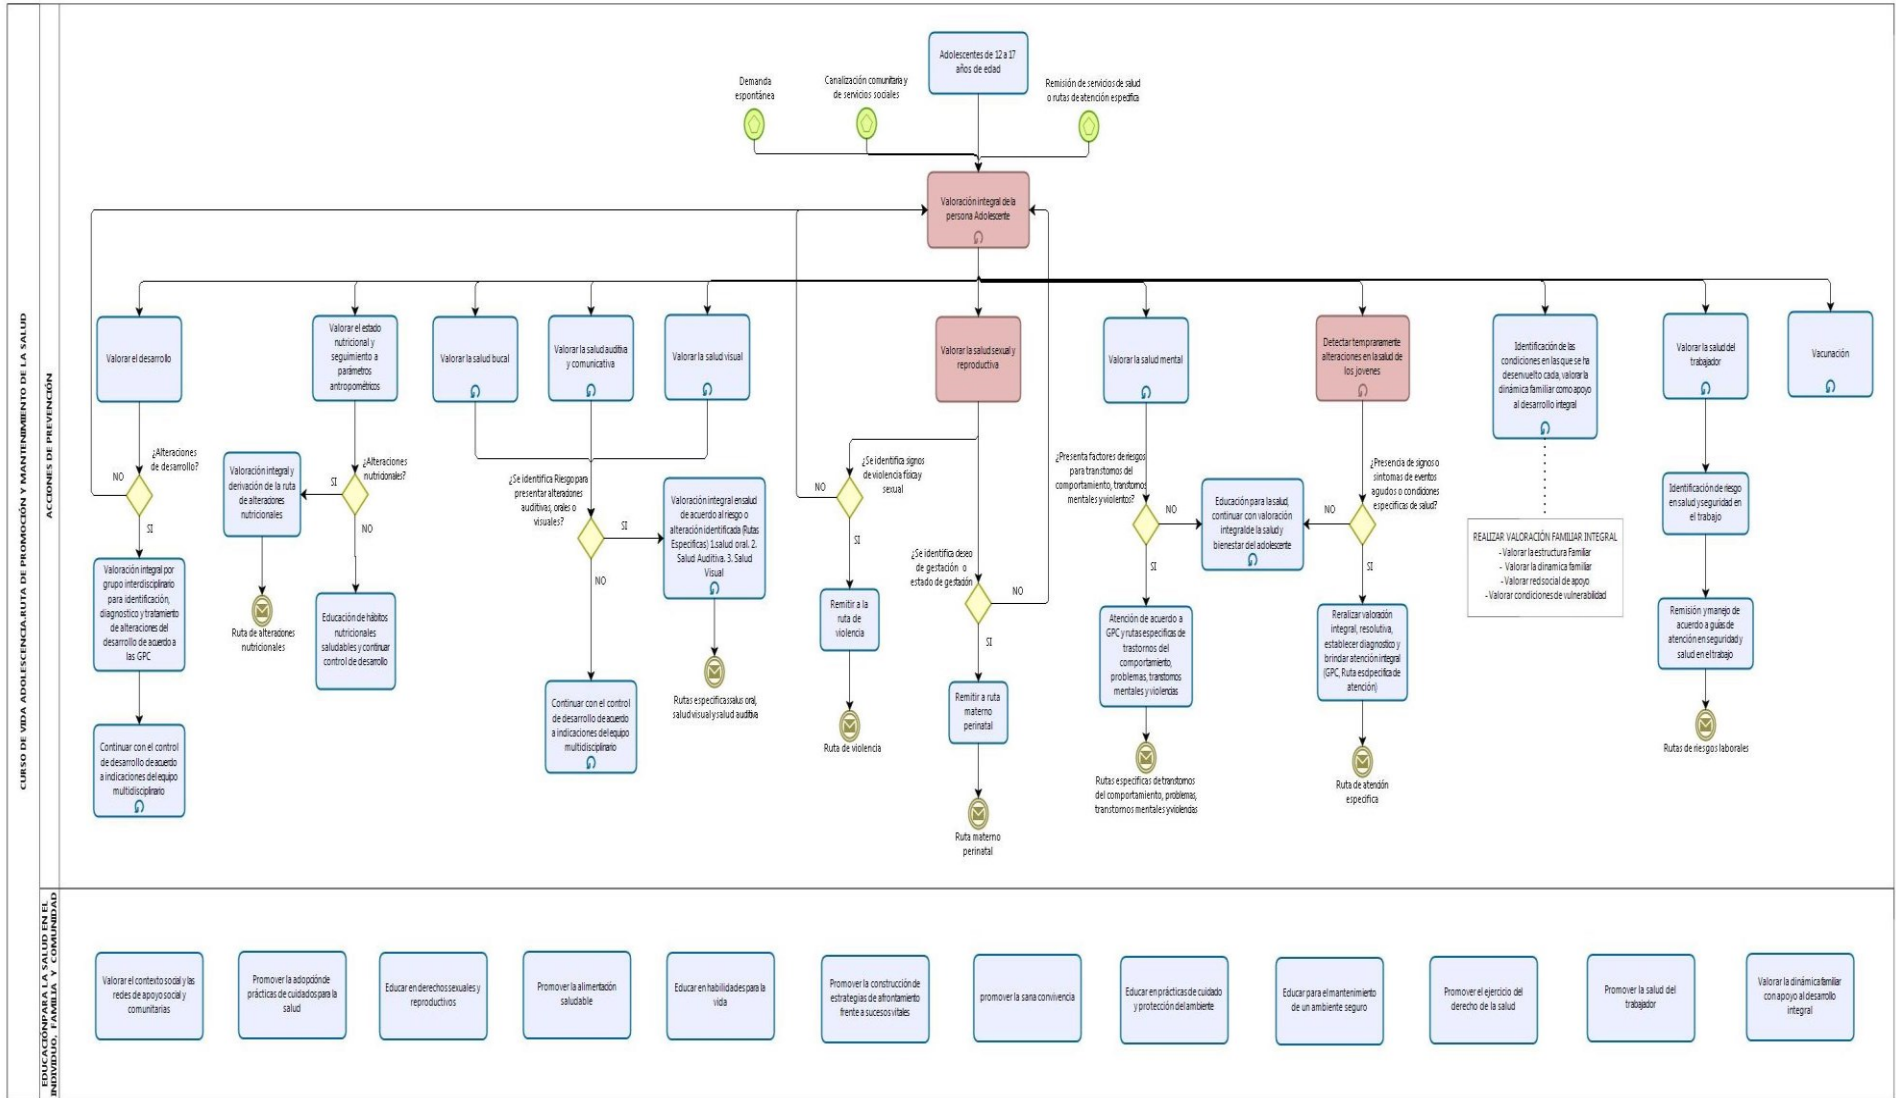 CURSO DE VIDA ADOLESCENCIA:RUTA DE PROMOCIÓN Y MANTENIMIENTO DE LA SALUD
ACCIONES DE PREVENCIÓN
Adolescentes de 12 a 17
años de edad
Demanda
espontánea
Canalización comunitaria y
de servicios sociales
Remisión de servicios de salud
o rutas de atención específica
Valoración integral de la
persona Adolescente
Valorar el desarrollo
Valorar el estado
nutricional y
seguimiento a
parámetros
antropométricos
Valorar la salud bucal
Valorar la salud auditiva
y comunicativa
Valorar la salud visual
Valorar la salud sexual y
reproductiva
Valorar la salud mental
Detectar tempranamente
alteraciones en la salud de
los jovenes
Identificación de las
condiciones en las que se ha
desenvuelto cada, valorar la
dinámica familiar como apoyo
al desarrollo integral
Valorar la salud del
trabajador
Vacunación
¿Alteraciones
de desarrollo?
NO
SI
Valoración integral por
grupo interdisciplinario
para identificación,
diagnostico y tratamiento
de alteraciones del
desarrollo de acuerdo a
las GPC
Continuar con el control
de desarrollo de acuerdo
a indicaciones del equipo
multidisciplinario
¿Alteraciones
nutricionales?
SI
NO
Valoración integral y
derivación de la ruta
de alteraciones
nutricionales
Ruta de alteraciones
nutricionales
Educación de hábitos
nutricionales
saludables y continuar
control de desarrollo
¿Se identifica Riesgo para
presentar alteradones
auditivas, orales o
visuales?
SI
NO
Valoración integral en salud
de acuerdo al riesgo o
alteración identificada (Rutas
Especificas) 1.salud oral. 2.
Salud Auditiva. 3. Salud
Visual
Rutas especificas salus oral,
salud visual y salud auditiva
Continuar con el control
de desarrollo de acuerdo
a indicaciones del equipo
multidisciplinario
¿Se identifica signos
de violencia física y
sexual
NO
SI
Remitir a la
ruta de
violencia
Ruta de violencia
¿Se identifica deseo
de gestación o
estado de gestadón
NO
SI
Remitir a ruta
materno
perinatal
Ruta materno
perinatal
¿Presenta factores de riesgos
para transtornos del
comportamiento, transtornos
mentales y violentos?
NO
SI
Educación para la salud,
continuar con valoración
integral de la salud y
bienestar del adolescente
Atención de acuerdo a
GPC y rutas específicas de
trastornos del
comportamiento,
problemas, transtornos
mentales y violendas
Rutas específicas de transtornos
del comportamiento, problemas,
transtornos mentales y violendas
¿Presencia de signos o
sintomas de eventos
agudos o condiciones
especificas de salud?
NO
SI
Reralizar valoración
integral, resolutiva,
establecer diagnostico y
brindar atención integral
(GPC, Ruta esdpecifica de
atención)
Ruta de atendón
especifica
REALIZAR VALORACIÓN FAMILIAR INTEGRAL
- Valorar la estructura Familiar
- Valorar la dinamica familiar
- Valorar red social de apoyo
- Valorar condiciones de vulnerabilidad
Identificación de riesgo
en salud y seguridad en
el trabajo
Remisión y manejo de
acuerdo a guías de
atención en seguridad y
salud en el trabajo
Rutas de riesgos laborales
EDUCACIÓN PARA LA SALUD EN EL
INDIVIDUO, FAMILIA Y COMUNIDAD
Valorar el contexto social y las
redes de apoyo social y
comunitarias
Promover la adopción de
prácticas de cuidados para la
salud
Educar en derechos sexuales y
reproductivos
Promover la alimentación
saludable
Educar en habilidades para la
vida
Promover la construcción de
estrategias de afrontamiento
frente a sucesos vitales
promover la sana convivencia
Educar en prácticas de cuidado
y protección del ambiente
Educar para el mantenimiento
de un ambiente seguro
Promover el ejercicio del
derecho de la salud
Promover la salud del
trabajador
Valorar la dinámica familiar
con apoyo al desarrollo
integral